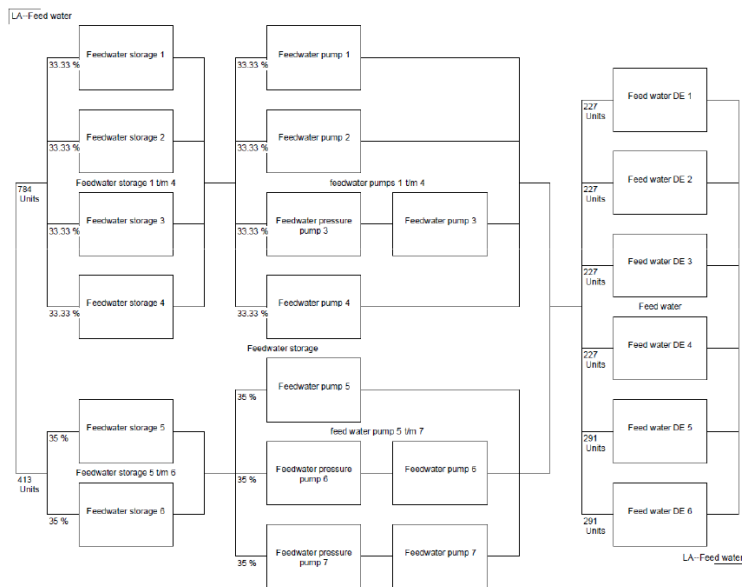 LA--Feed water
Feedwater storage 1
33.33 %
Feedwater pump 1
33.33 %
Feed water DE 1
227
Units
Feedwater storage 2
33.33 %
Feedwater pump 2
33.33 %
Feedwater storage 1 t/m 4
feedwater pumps 1 t/m 4
784
Units
Feed water DE 2
227
Units
Feedwater storage 3
33.33 %
Feedwater pressure
pump 3
33.33 %
Feedwater pump 3
Feed water DE 3
227
Units
Feedwater storage 4
33.33 %
Feedwater pump 4
33.33 %
Feed water
Feedwater storage
Feed water DE 4
227
Units
Feedwater pump 5
35 %
Feedwater storage 5
35 %
feed water pump 5 t/m 7
Feed water DE 5
291
Units
Feedwater storage 5 t/m 6
413
Units
Feedwater pressure
pump 6
35 %
Feedwater pump 6
Feedwater storage 6
35 %
Feed water DE 6
291
Units
Feedwater pressure
pump 7
35 %
Feedwater pump 7
LA--Feed water